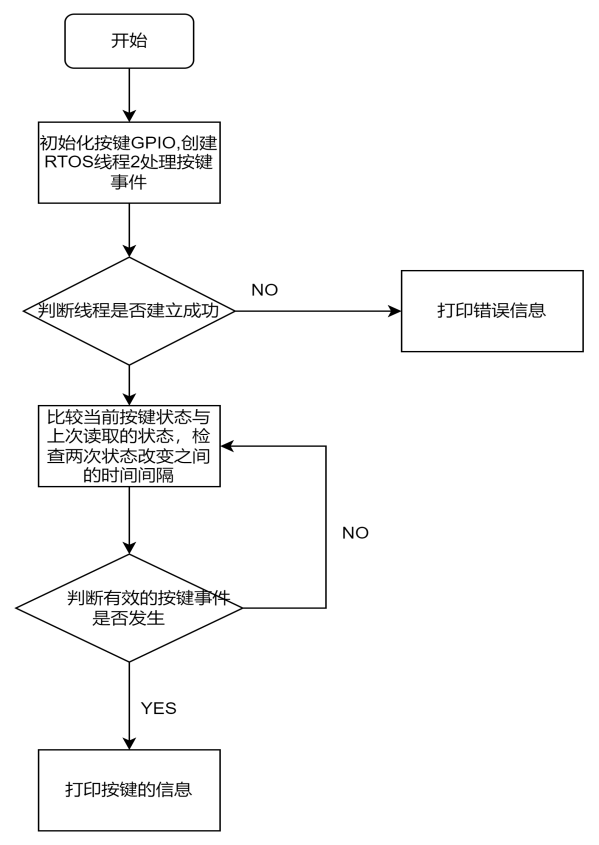 开始
初始化按键GPIO,创建
RTOS线程2处理按键
事件
判断线程是否建立成功
NO
打印错误信息
比较当前按键状态与
上次读取的状态，检
查两次状态改变之间
的时间间隔
NO
判断有效的按键事件
是否发生
YES
打印按键的信息